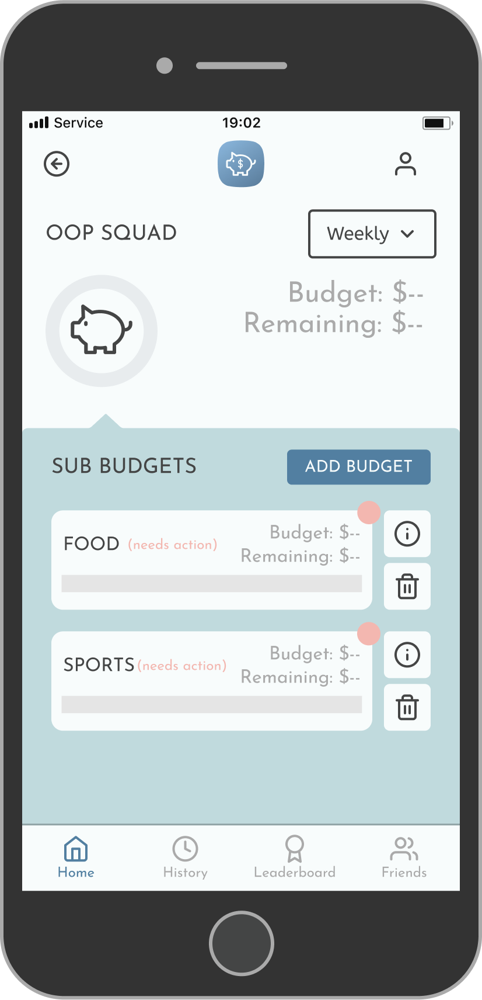 Service
19:02
$
OOP SQUAD
Weekly
Budget: $--
Remaining: $--
SUB BUDGETS
ADD BUDGET
FOOD (needs action)
Budget: $--
Remaining: $--
SPORTS (needs action)
Budget: $--
Remaining: $--
Home
History
Leaderboard
Friends